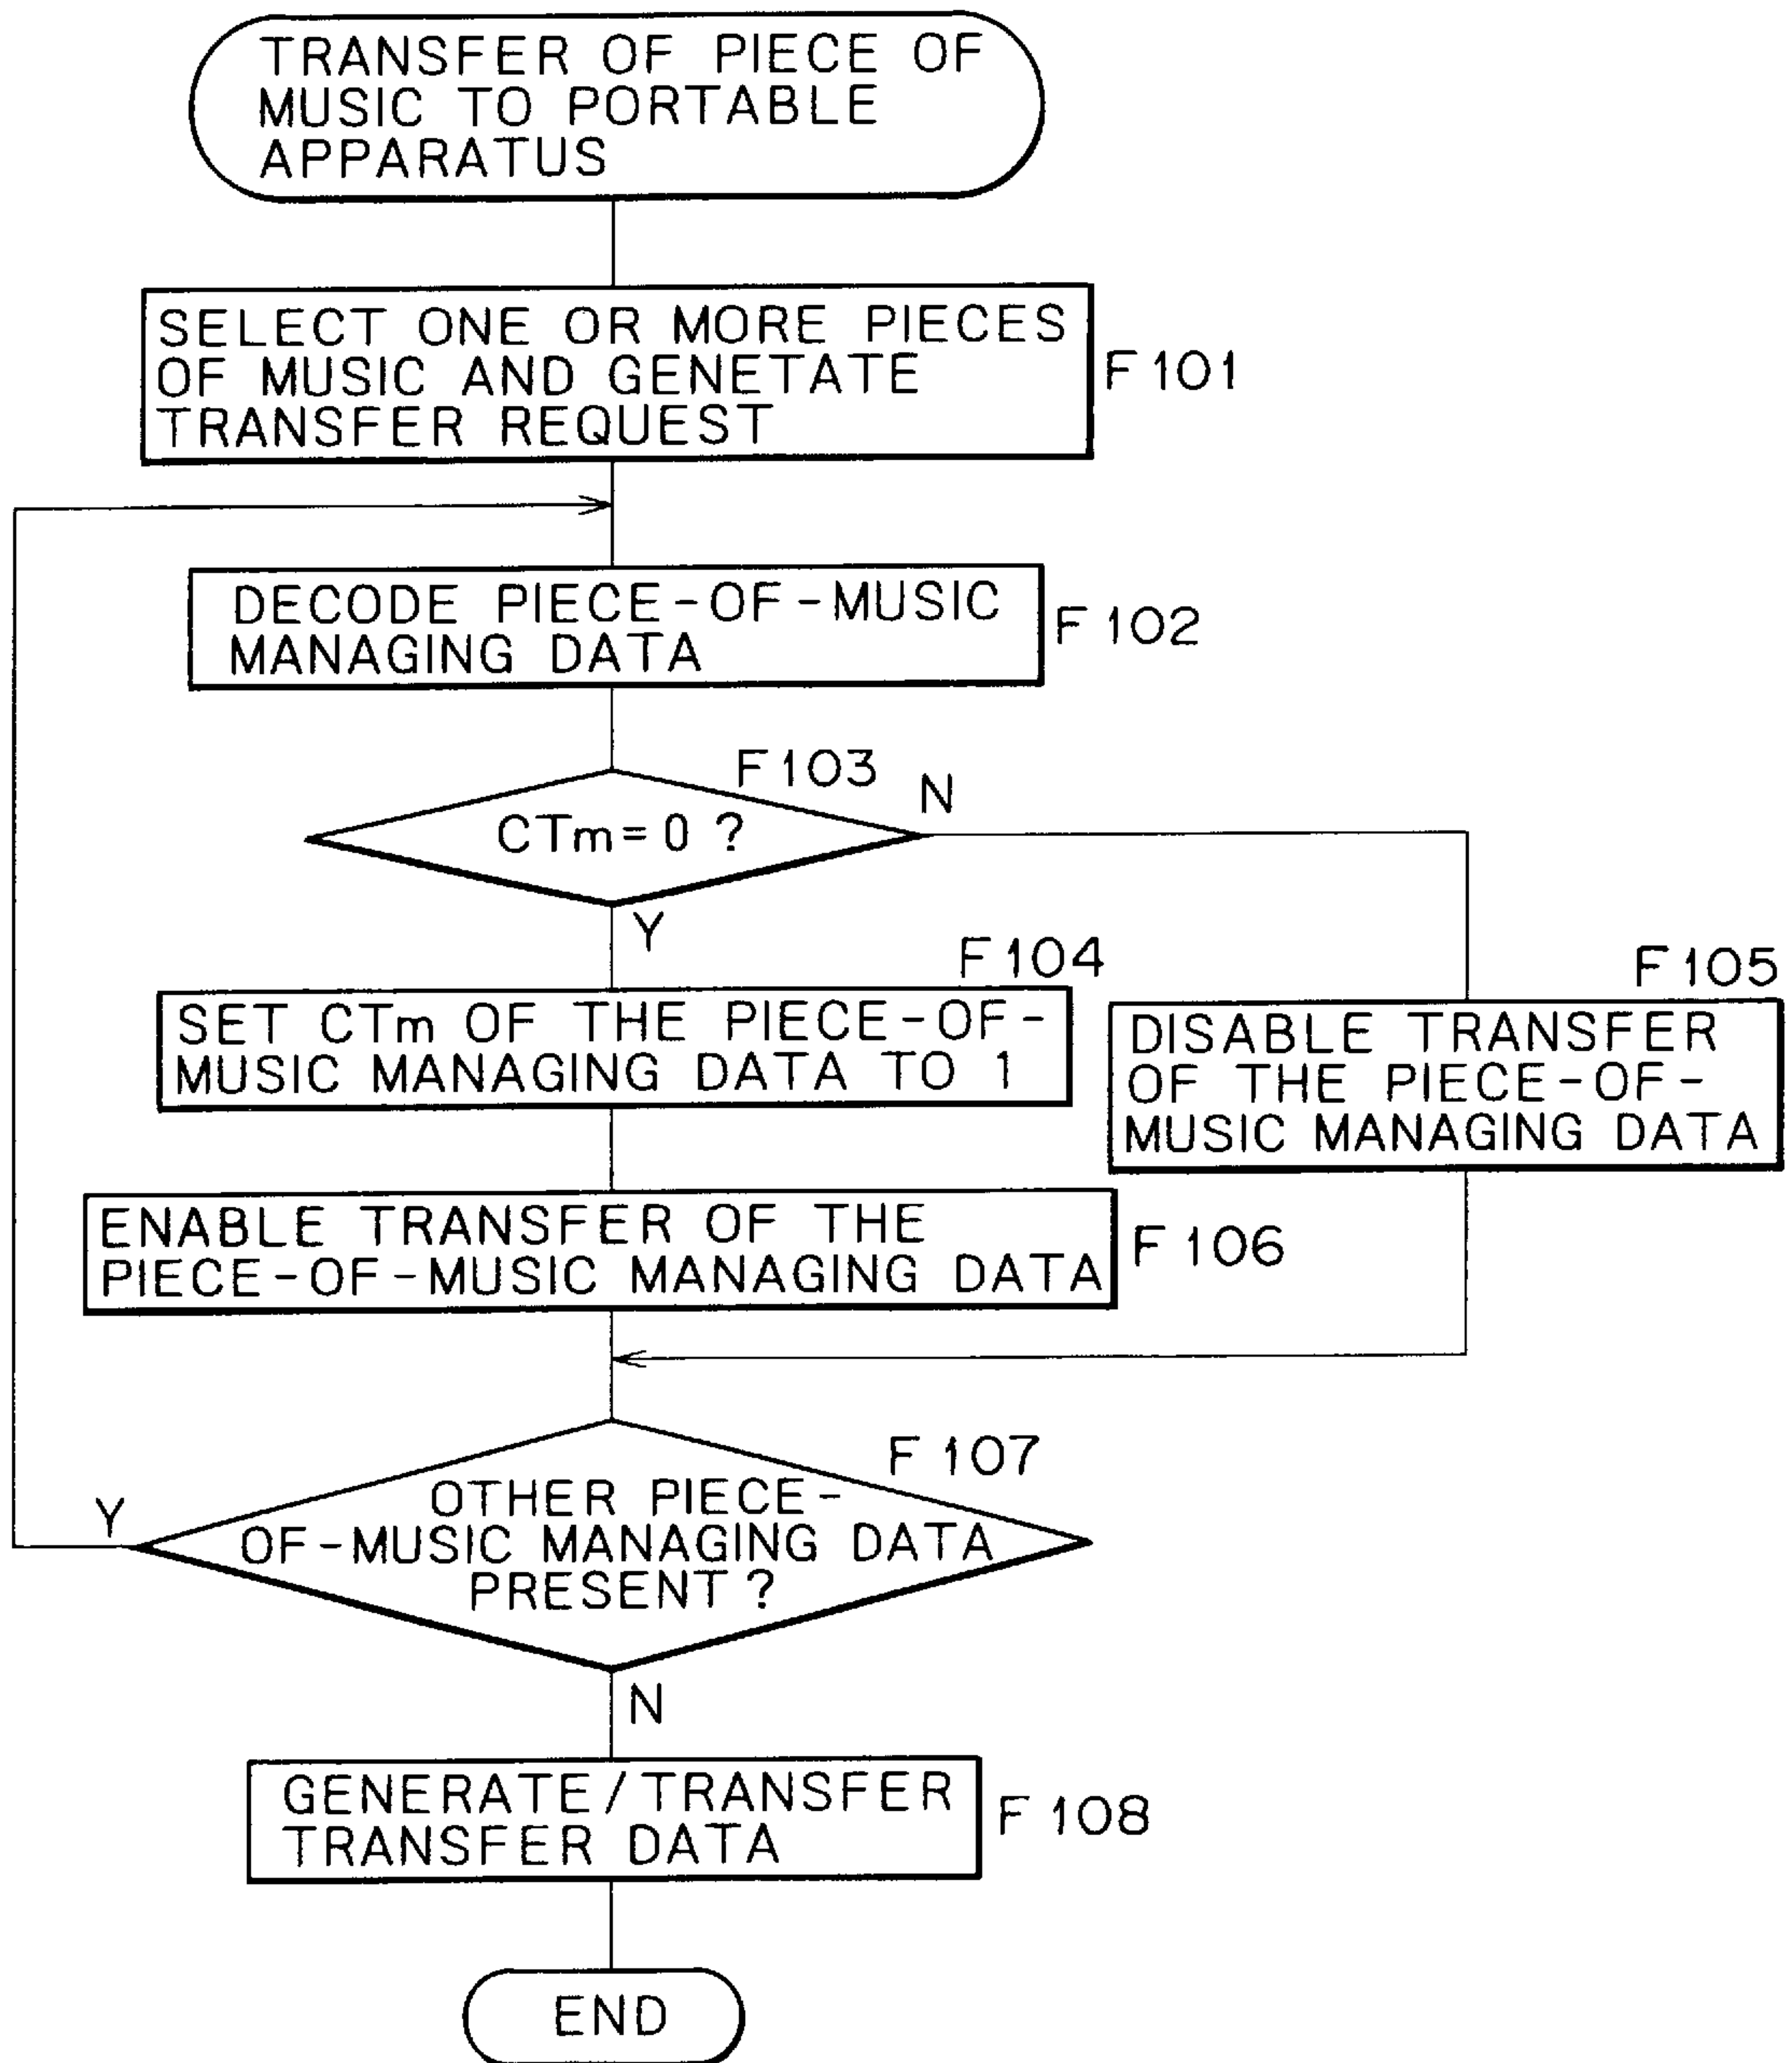 TRANSFER OF PIECE OF
MUSIC TO PORTABLE
APPARATUS
SELECT ONE OR MORE PIECES
OF MUSIC AND GENETATE
TRANSFER REQUEST
F101
DECODE PIECE-OF-MUSIC
MANAGING DATA
F102
F103
N
CTm=0?
Y
F104
SET CTm OF THE PIECE-OF-
MUSIC MANAGING DATA TO 1
F105
DISABLE TRANSFER
OF THE PIECE-OF-
MUSIC MANAGING DATA
ENABLE TRANSFER OF THE
PIECE-OF-MUSIC MANAGING DATA
F106
F107
Y
OTHER PIECE-
OF-MUSIC MANAGING DATA
PRESENT?
N
GENERATE/TRANSFER
TRANSFER DATA
F108
END